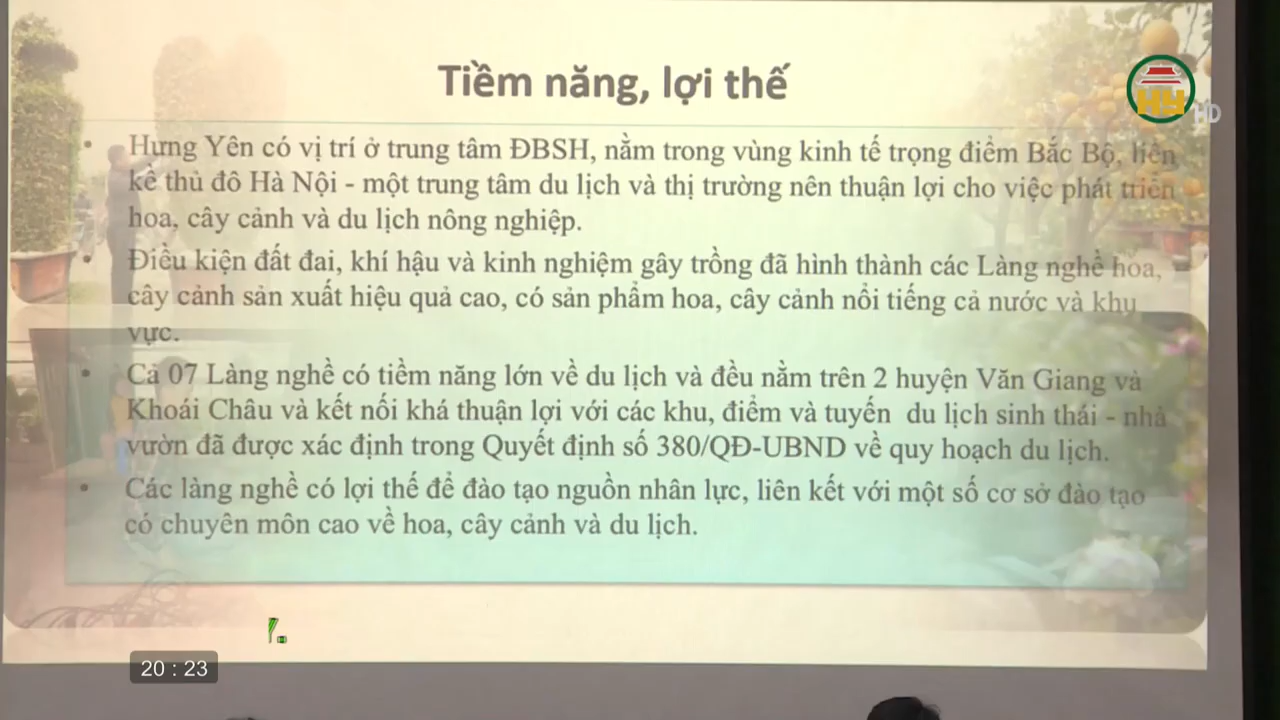 Tiềm năng, lợi thế
HY HD
• Hưng Yên có vị trí ở trung tâm ĐBSH, nằm trong vùng kinh tế trọng điểm Bắc Bộ, liền
kề thủ đô Hà Nội - một trung tâm du lịch và thị trường nên thuận lợi cho việc phát triển
hoa, cây cảnh và du lịch nông nghiệp.
• Điều kiện đất đai, khí hậu và kinh nghiệm gây trồng đã hình thành các Làng nghề hoa,
cây cảnh sản xuất hiệu quả cao, có sản phẩm hoa, cây cảnh nổi tiếng cả nước và khu
vực.
• Cả 07 Làng nghề có tiềm năng lớn về du lịch và đều nằm trên 2 huyện Văn Giang và
Khoái Châu và kết nối khá thuận lợi với các khu, điểm và tuyến du lịch sinh thái - nhà
vườn đã được xác định trong Quyết định số 380/QĐ-UBND về quy hoạch du lịch.
• Các làng nghề có lợi thế để đào tạo nguồn nhân lực, liên kết với một số cơ sở đào tạo
có chuyên môn cao về hoa, cây cảnh và du lịch.
20 : 23